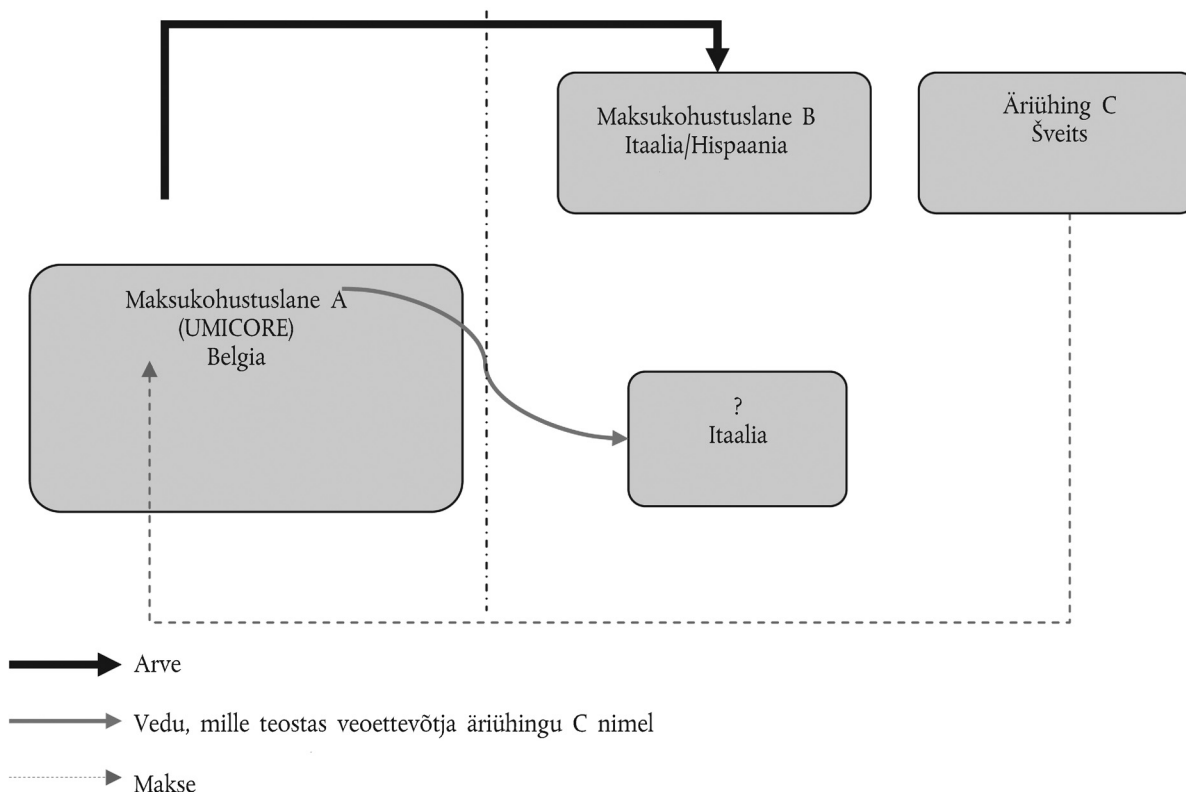 Maksukohustuslane B
Itaalia/Hispaania
Äriühing C
Šveits
Maksukohustuslane A
(UMICORE)
Belgia
?
Itaalia
Arve
Vedu, mille teostas veoettevõtja äriühingu C nimel
Makse